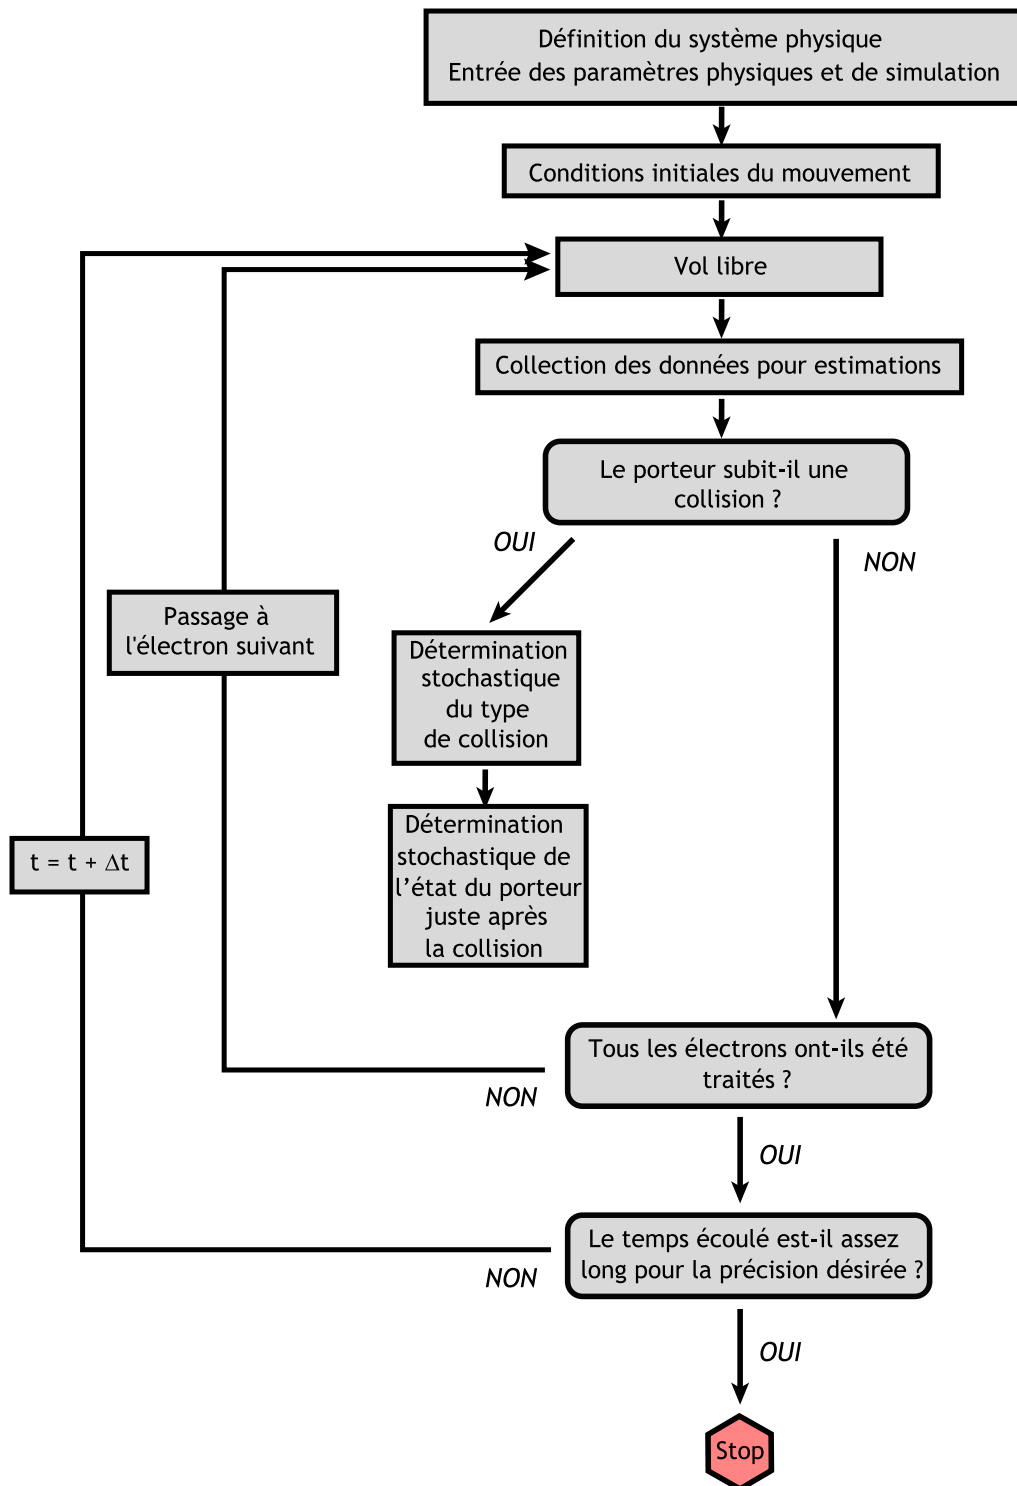 Définition du système physique
Entrée des paramètres physiques et de simulation
Conditions initiales du mouvement
Vol libre
Collection des données pour estimations
Le porteur subit-il une
collision ?
OUI
NON
Passage à
l'électron suivant
Détermination
stochastique
du type
de collision
Détermination
stochastique de
l’état du porteur
juste après
la collision
t = t + Δt
Tous les électrons ont-ils été
traités ?
NON
OUI
Le temps écoulé est-il assez
long pour la précision désirée ?
NON
OUI
Stop